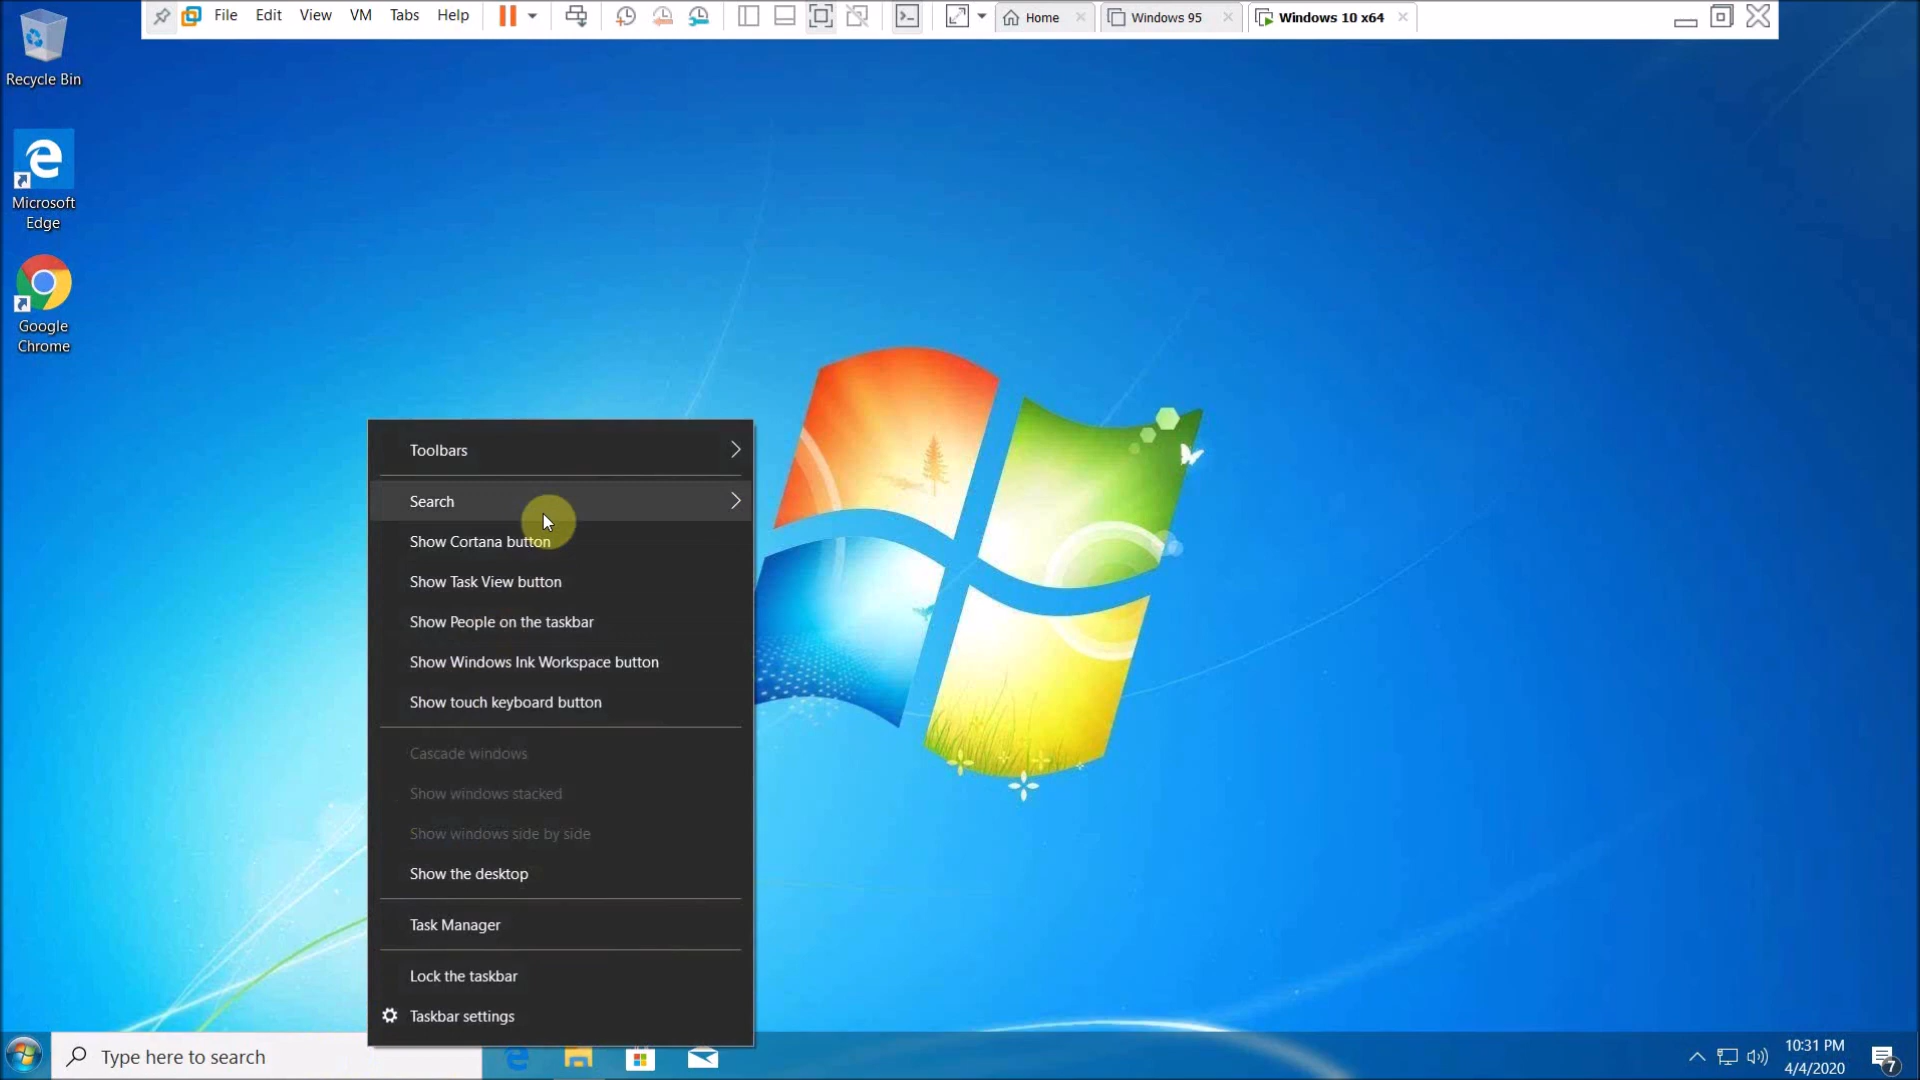 File Edit View VM Tabs Help Home Windows 95 Windows 10 x64
Recycle Bin
Microsoft
Edge
Google
Chrome
Toolbars
Search
Show Cortana button
Show Task View button
Show People on the taskbar
Show Windows Ink Workspace button
Show touch keyboard button
Cascade windows
Show windows stacked
Show windows side by side
Show the desktop
Task Manager
Lock the taskbar
Taskbar settings
Type here to search
10:31 PM
4/4/2020
7